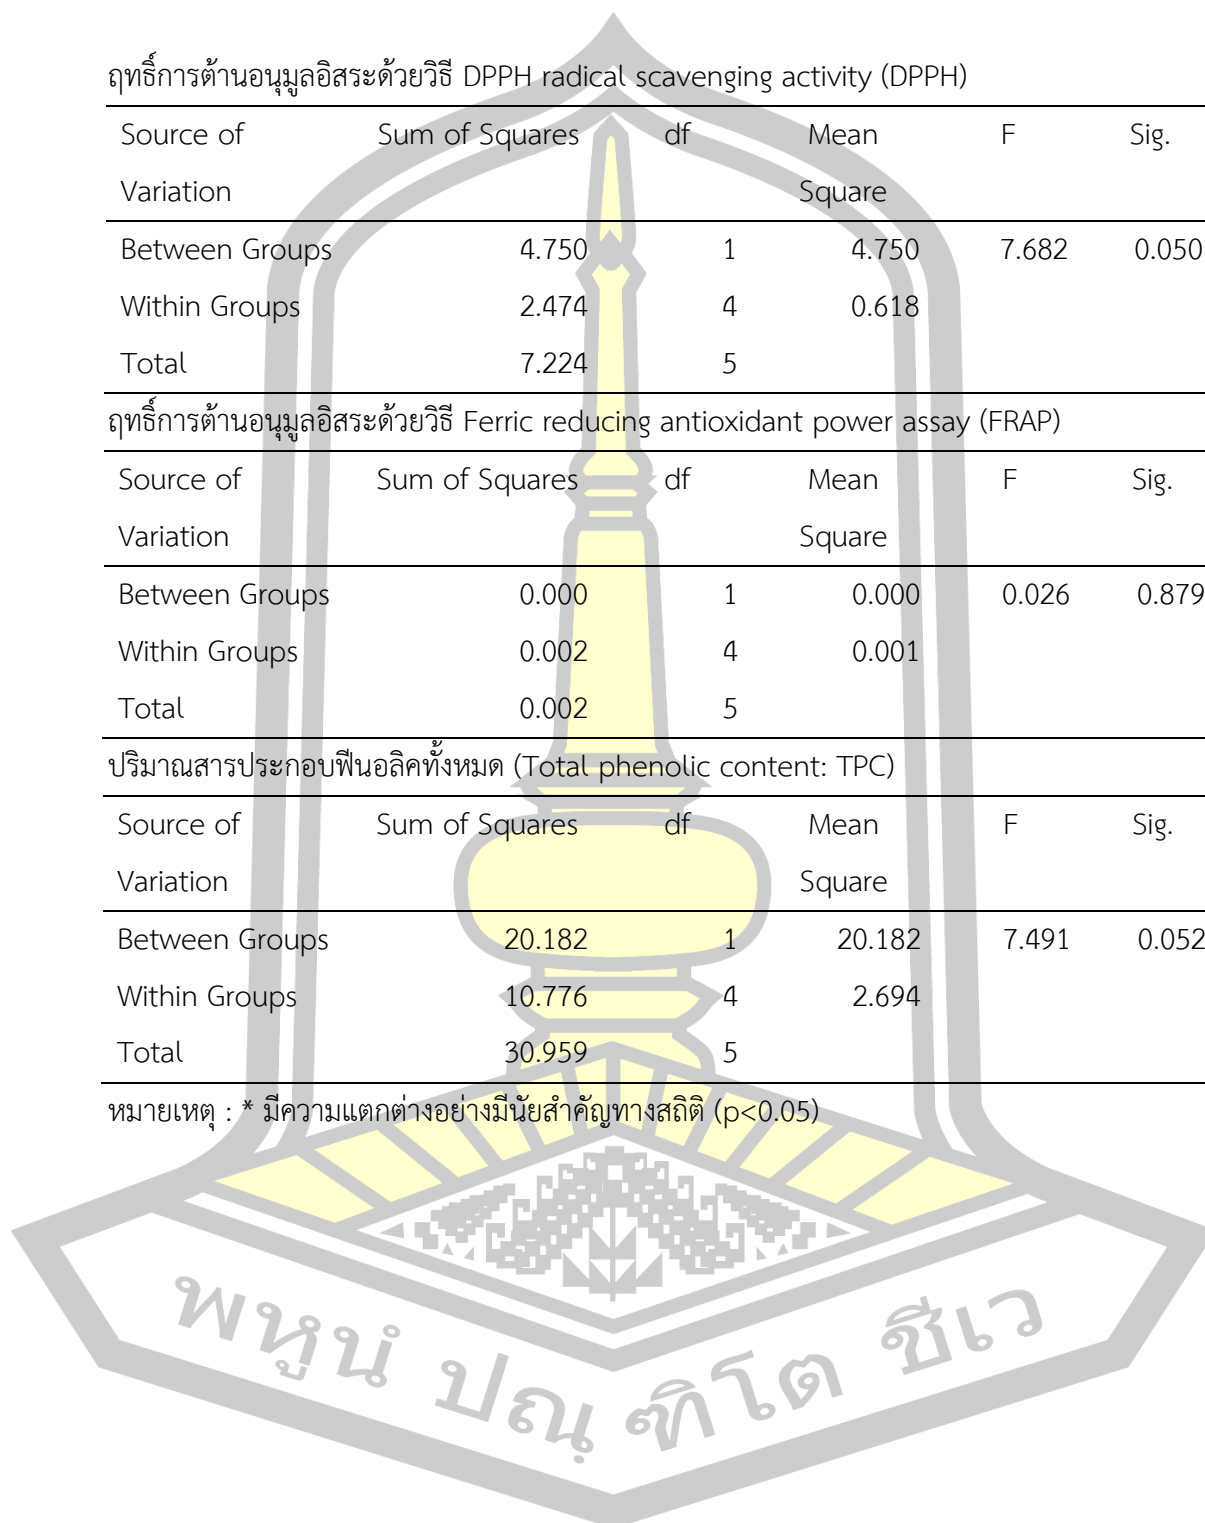 ฤทธิ์การต้านอนุมูลอิสระด้วยวิธี DPPH radical scavenging activity (DPPH)
Source of Sum of Squares df Mean F Sig.
Variation Square
Between Groups 4.750 1 4.750 7.682 0.050
Within Groups 2.474 4 0.618
Total 7.224 5
ฤทธิ์การต้านอนุมูลอิสระด้วยวิธี Ferric reducing antioxidant power assay (FRAP)
Source of Sum of Squares df Mean F Sig.
Variation Square
Between Groups 0.000 1 0.000 0.026 0.879
Within Groups 0.002 4 0.001
Total 0.002 5
ปริมาณสารประกอบฟีนอลิคทั้งหมด (Total phenolic content: TPC)
Source of Sum of Squares df Mean F Sig.
Variation Square
Between Groups 20.182 1 20.182 7.491 0.052
Within Groups 10.776 4 2.694
Total 30.959 5
หมายเหตุ : * มีความแตกต่างอย่างมีนัยสำคัญทางสถิติ (p<0.05)
พหูนํ ปณฺฑิโต ชีเว